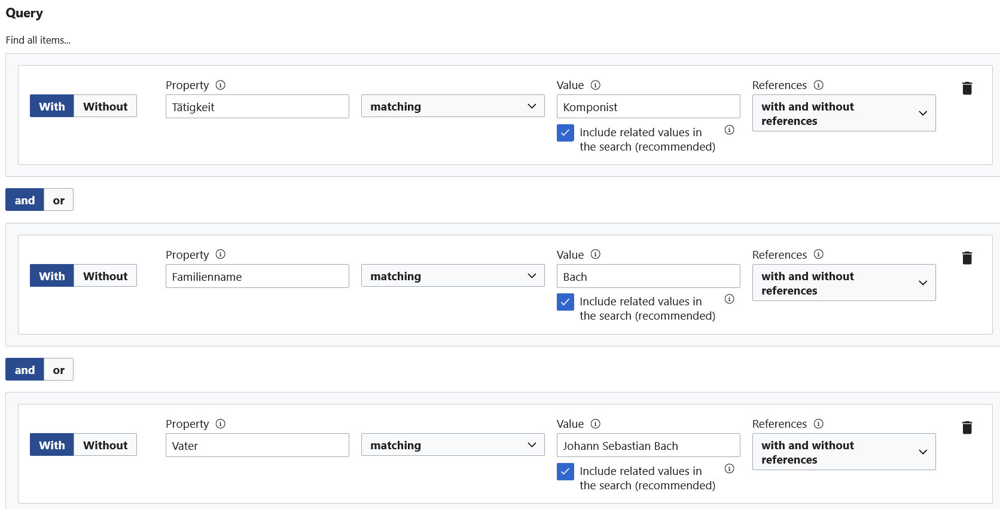 Query
Find all items...
Property
Value
References
With Without
Tätigkeit
matching
Komponist
with and without
references
Include related values in
the search (recommended)
and or
Property
Value
References
With Without
Familienname
matching
Bach
with and without
references
Include related values in
the search (recommended)
and or
Property
Value
References
With Without
Vater
matching
Johann Sebastian Bach
with and without
references
Include related values in
the search (recommended)